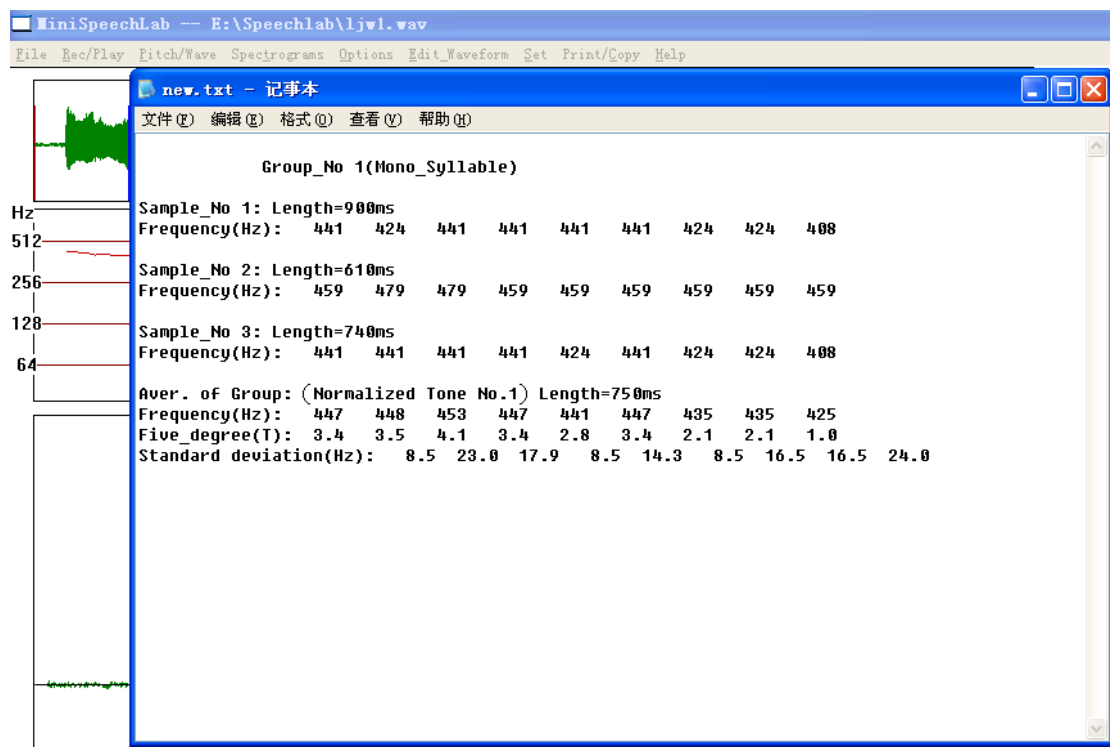 MiniSpeechLab -- E:\Speechlab\ljw1.wav
File Rec/Play Pitch/Wave Spectrograms Options Edit_Waveform Set Print/Copy Help
new.txt - 记事本
文件(F) 编辑(E) 格式(O) 查看(V) 帮助(H)
Group_No 1(Mono_Syllable)
Sample_No 1: Length=900ms
Frequency(Hz): 441 424 441 441 441 441 424 424 408
Sample_No 2: Length=610ms
Frequency(Hz): 459 479 479 459 459 459 459 459 459
Sample_No 3: Length=740ms
Frequency(Hz): 441 441 441 441 424 441 424 424 408
Aver. of Group: (Normalized Tone No.1) Length=750ms
Frequency(Hz): 447 448 453 447 441 447 435 435 425
Five_degree(T): 3.4 3.5 4.1 3.4 2.8 3.4 2.1 2.1 1.0
Standard deviation(Hz): 8.5 23.0 17.9 8.5 14.3 8.5 16.5 16.5 24.0
Hz
512
256
128
64